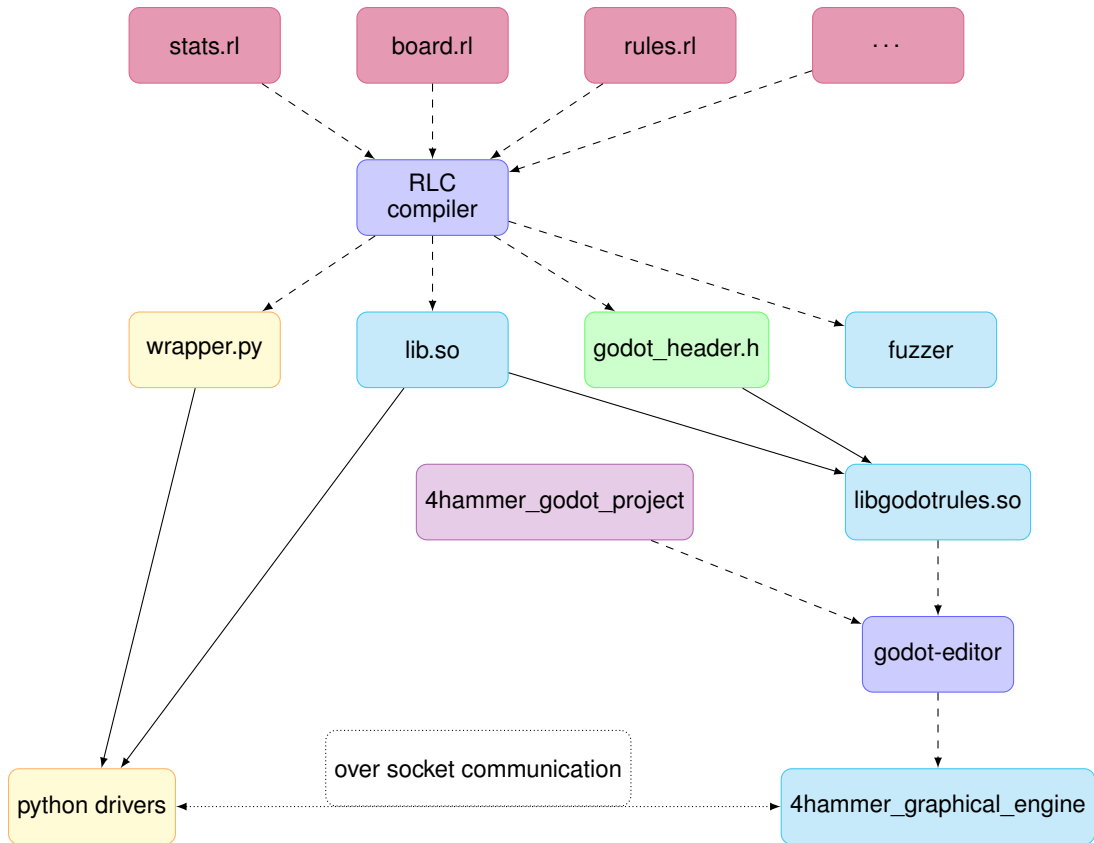 stats.rl
board.rl
rules.rl
...
RLC
compiler
wrapper.py
lib.so
godot_header.h
fuzzer
4hammer_godot_project
libgodotrules.so
godot-editor
over socket communication
python drivers
4hammer_graphical_engine